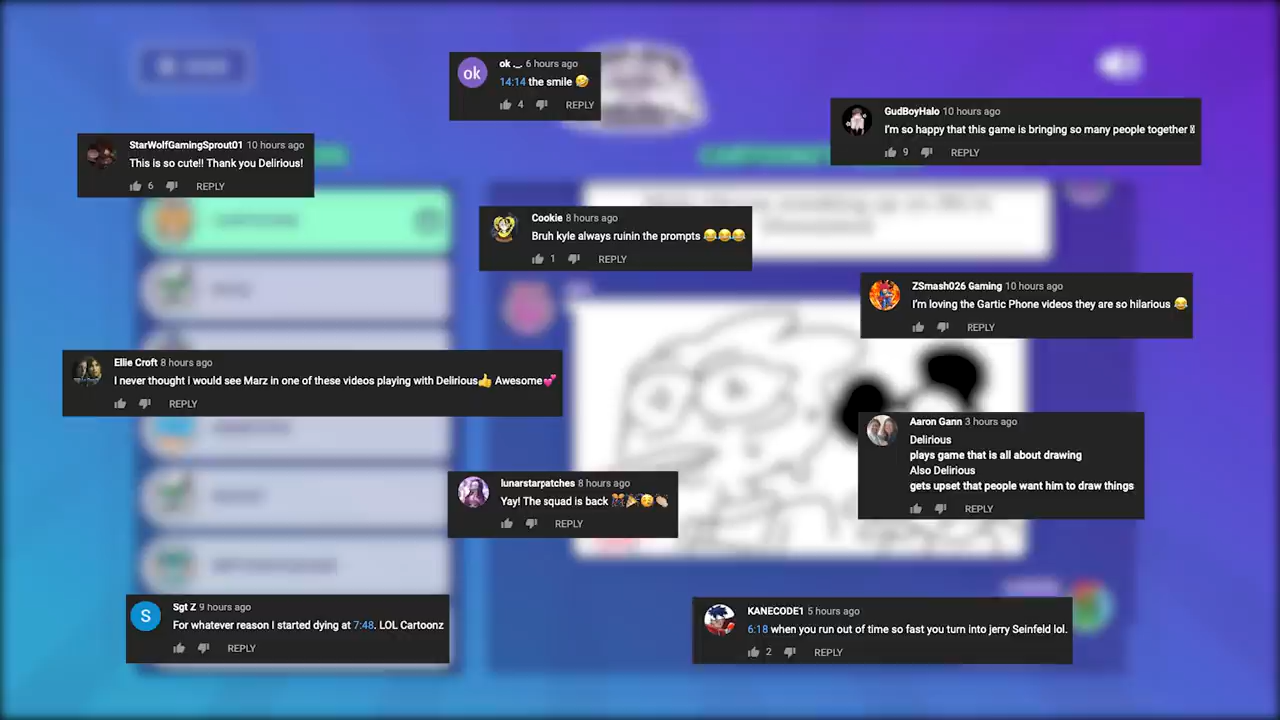 ok ._. 6 hours ago
14:14 the smile 🤣
4 REPLY
GudBoyHalo 10 hours ago
I'm so happy that this game is bringing so many people together
9 REPLY
StarWolfGamingSprout01 10 hours ago
This is so cute!! Thank you Delirious!
6 REPLY
Cookie 8 hours ago
Bruh kyle always ruinin the prompts 😂😂😂
1 REPLY
ZSmash026 Gaming 10 hours ago
I'm loving the Gartic Phone videos they are so hilarious 😂
REPLY
Ellie Croft 8 hours ago
I never thought i would see Marz in one of these videos playing with Delirious👍 Awesome💕
REPLY
Aaron Gann 3 hours ago
Delirious
plays game that is all about drawing
Also Delirious
gets upset that people want him to draw things
REPLY
lunarstarpatches 8 hours ago
Yay! The squad is back 🎊🎉🥰👏🏼
REPLY
S
Sgt Z 9 hours ago
For whatever reason I started dying at 7:48. LOL Cartoonz
REPLY
KANECODE1 5 hours ago
6:18 when you run out of time so fast you turn into jerry Seinfeld lol.
2 REPLY